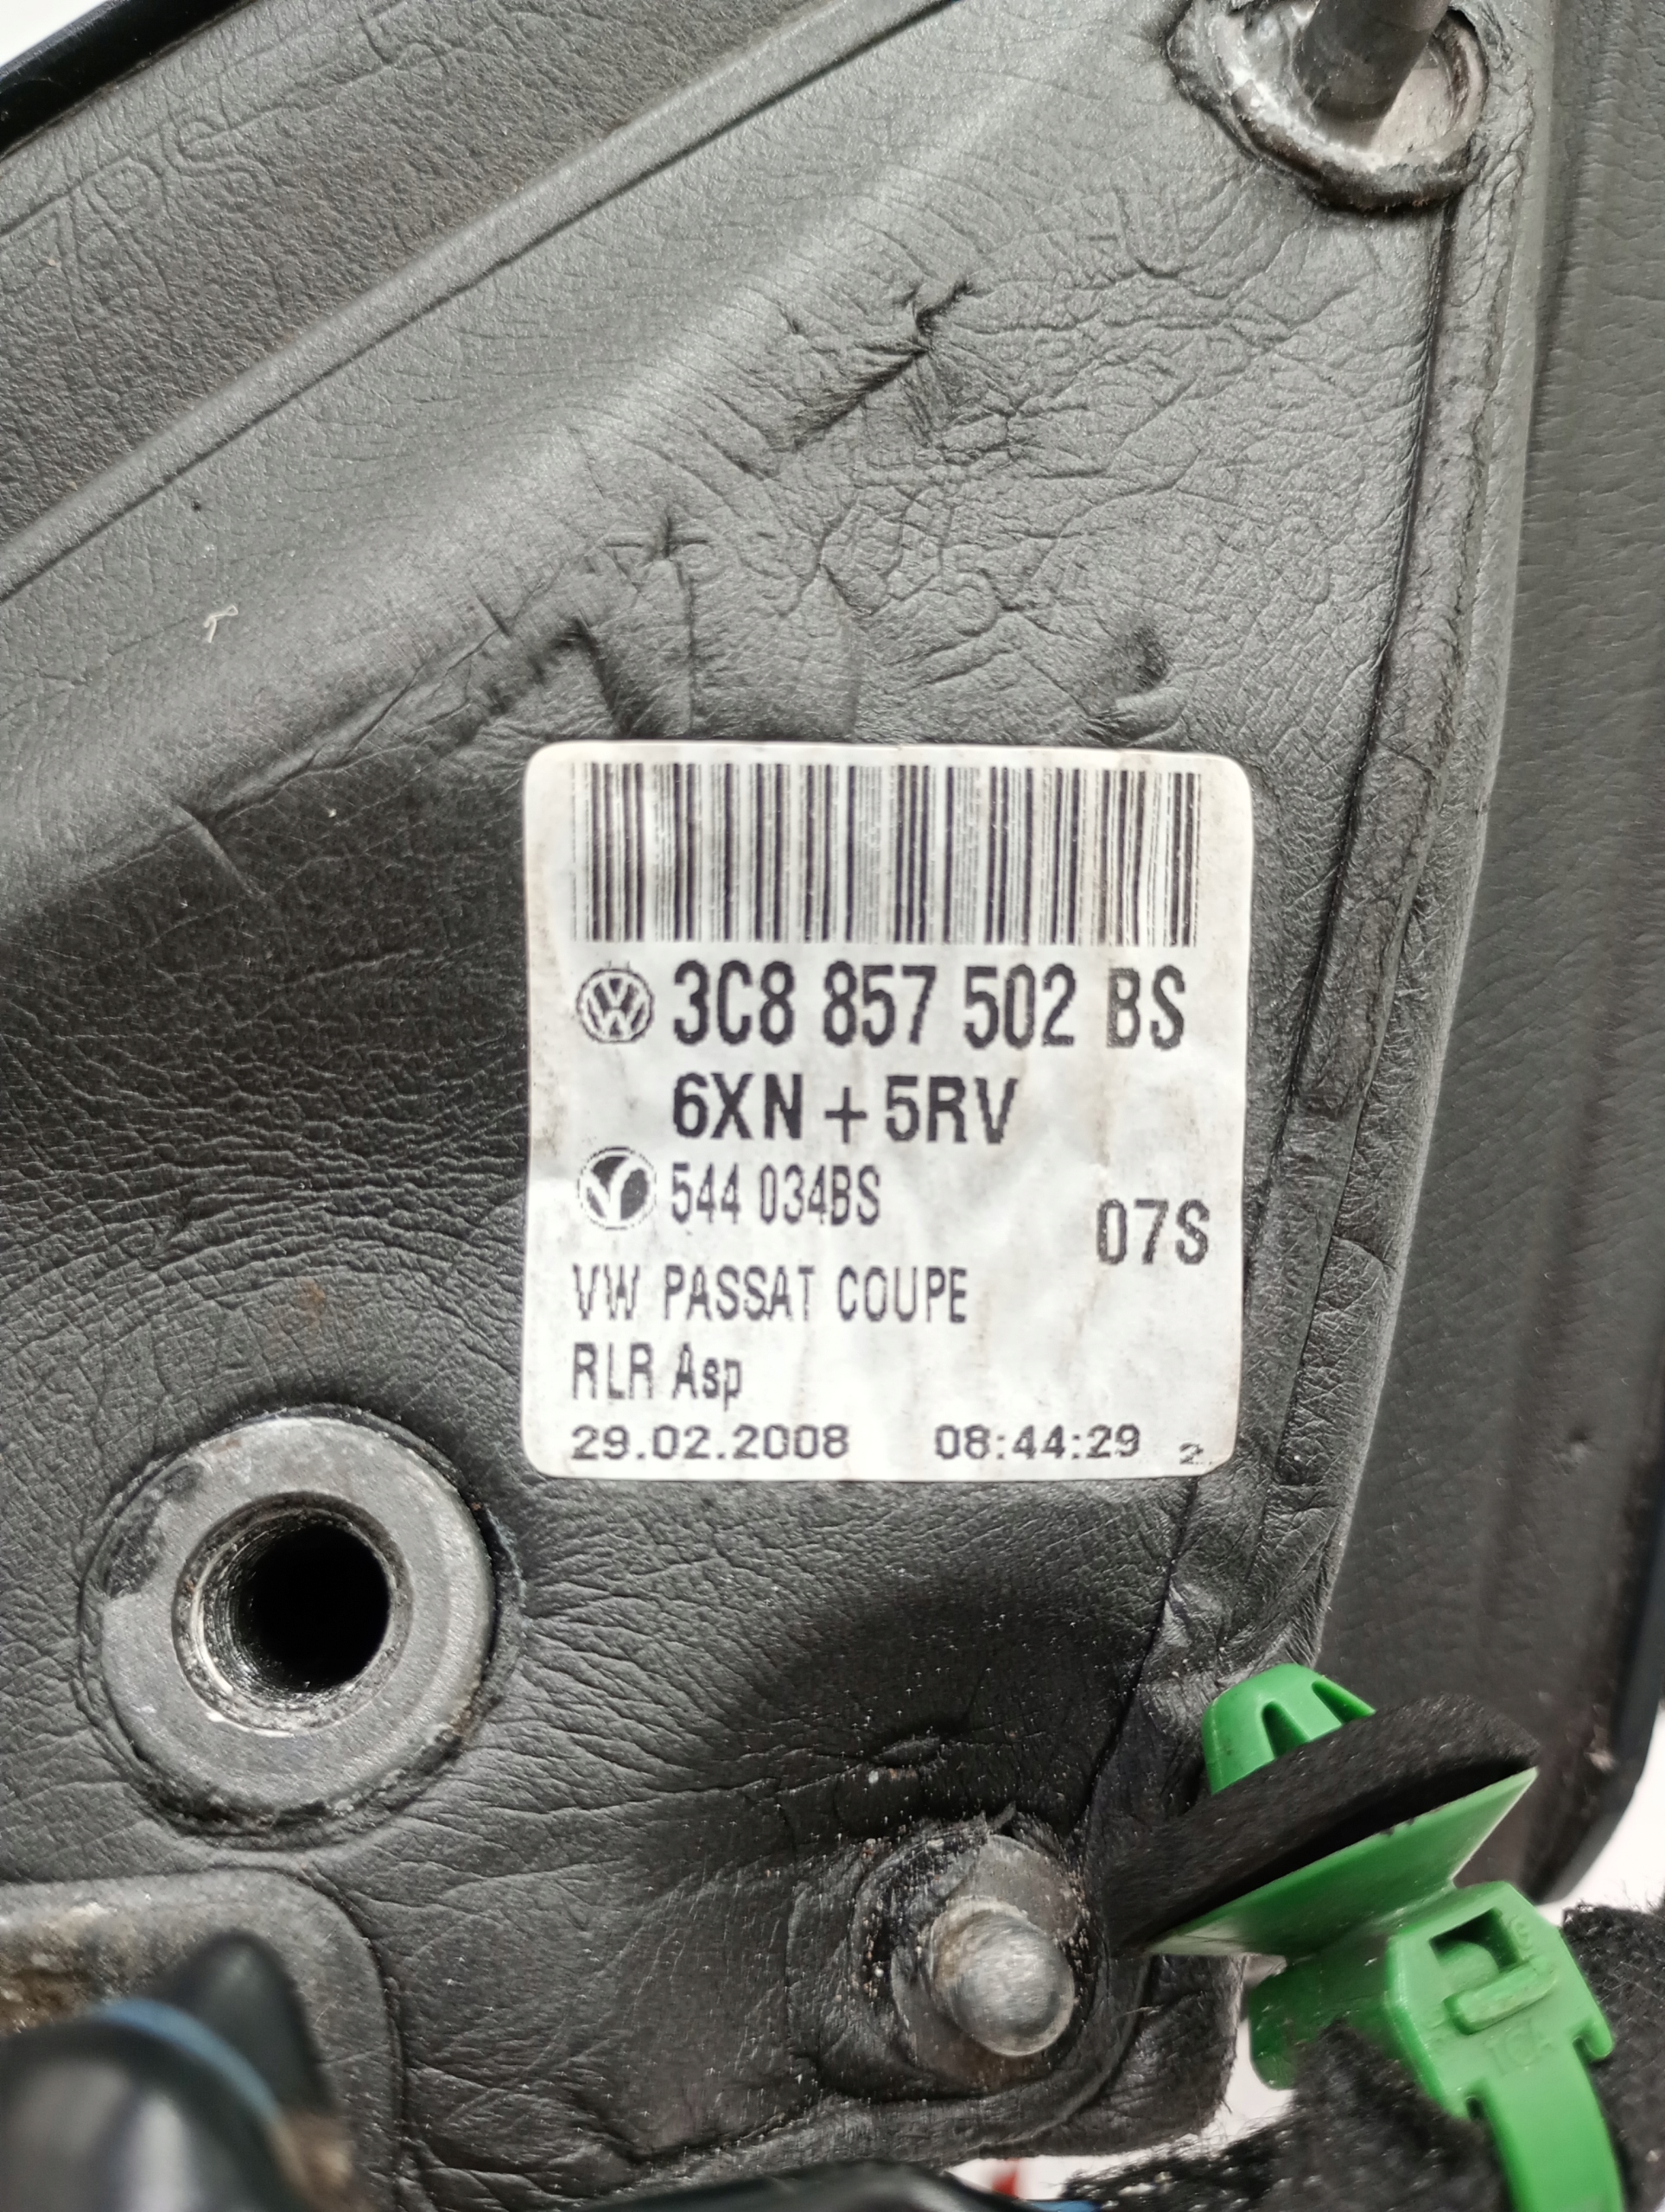 3C8 857 502 BS
6XN + 5RV
544 034BS
07S
VW PASSAT COUPE
RLR Asp
29.02.2008 08:44:29 2